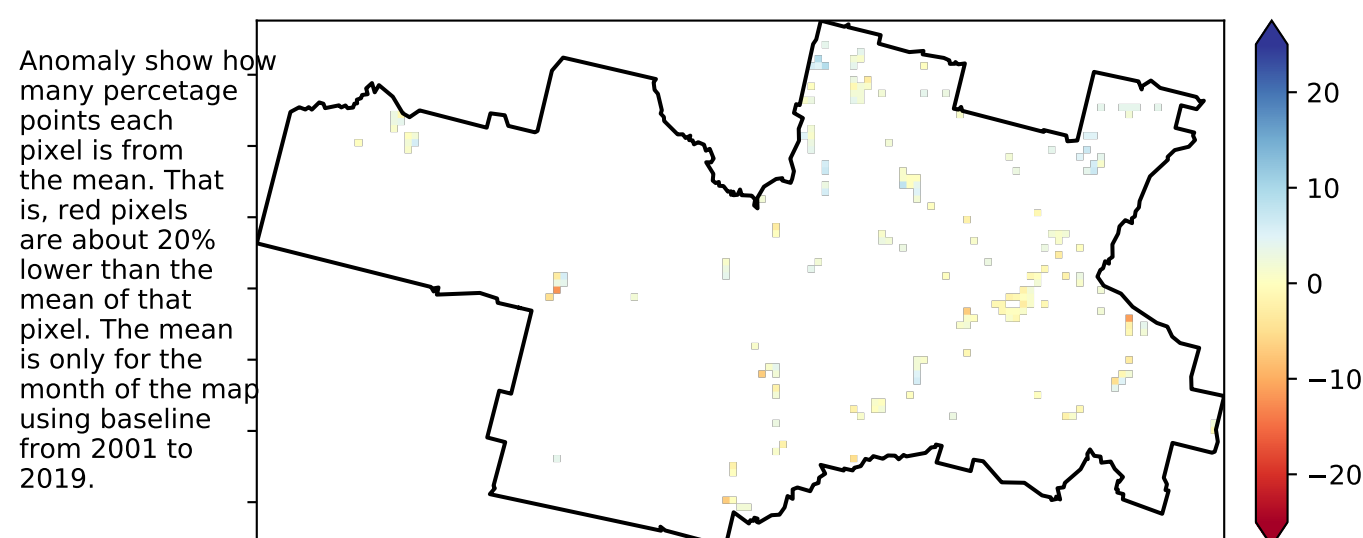 Anomaly show how
many percetage
points each
pixel is from
the mean. That
is, red pixels
are about 20%
lower than the
mean of that
pixel. The mean
is only for the
month of the map
using baseline
from 2001 to
2019.
20
10
0
−10
−20